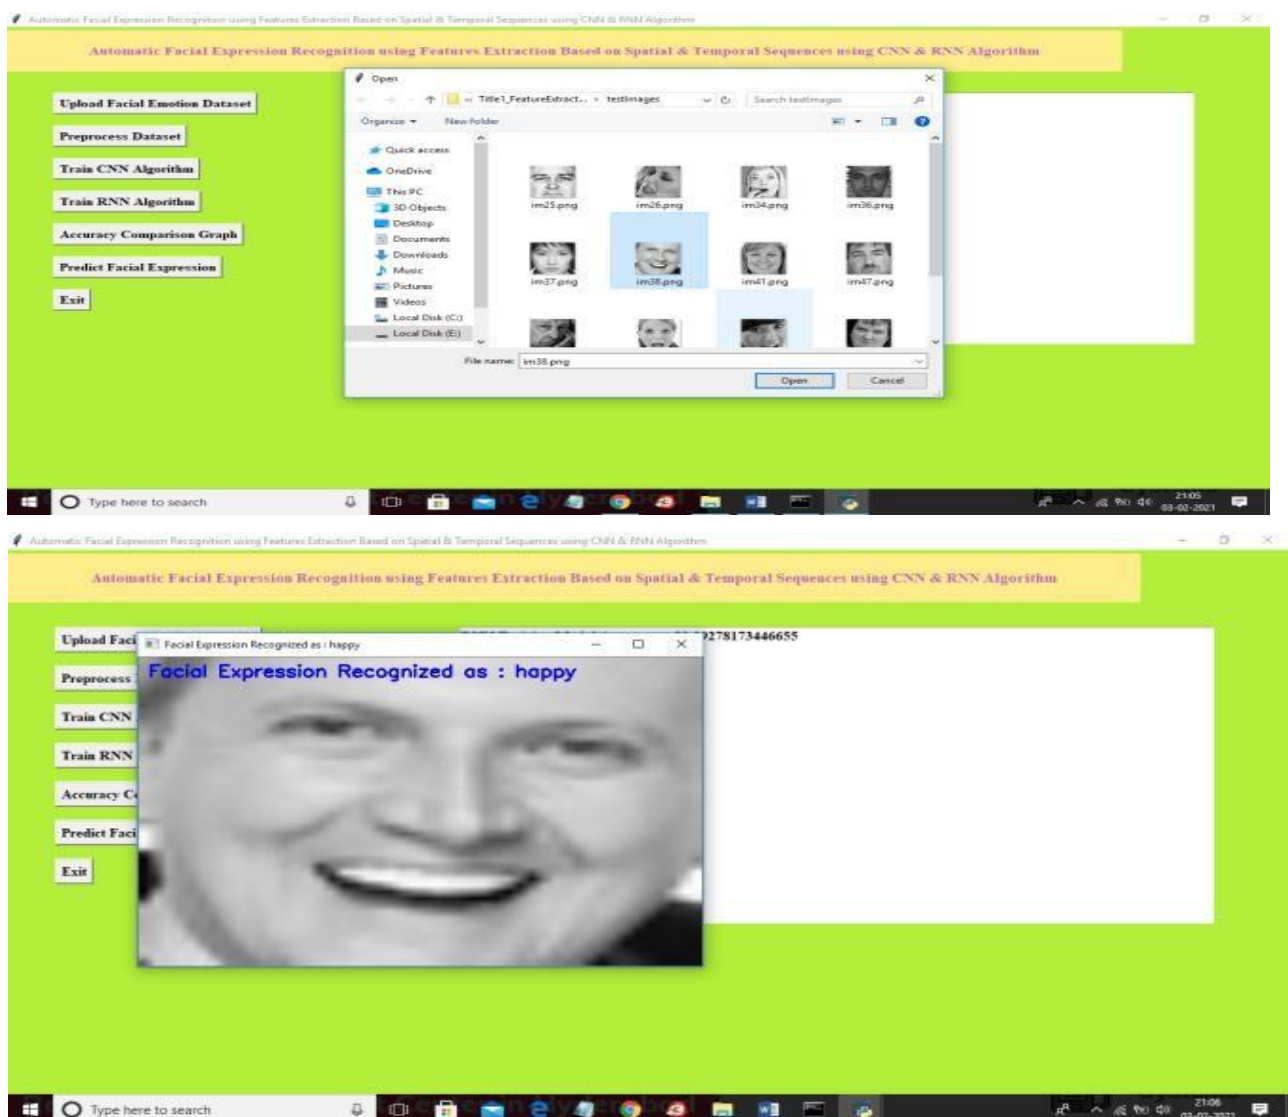 Automatic Facial Expression Recognition using Features Extraction Based on Spatial & Temporal Sequences using CNN & RNN Algorithm
Automatic Facial Expression Recognition using Features Extraction Based on Spatial & Temporal Sequences using CNN & RNN Algorithm
Upload Facial Emotion Dataset
Preprocess Dataset
Train CNN Algorithm
Train RNN Algorithm
Accuracy Comparison Graph
Predict Facial Expression
Exit
Open
Title1_FeatureExtract... › testImages
Search testImages
Organize
New folder
Quick access
OneDrive
This PC
3D Objects
Desktop
Documents
Downloads
Music
Pictures
Videos
Local Disk (C:)
Local Disk (E:)
im25.png im26.png im34.png im36.png
im37.png im38.png im41.png im47.png
File name: im38.png
Open Cancel
Type here to search
21:05
03-02-2021
Automatic Facial Expression Recognition using Features Extraction Based on Spatial & Temporal Sequences using CNN & RNN Algorithm
Automatic Facial Expression Recognition using Features Extraction Based on Spatial & Temporal Sequences using CNN & RNN Algorithm
Upload Faci
Preprocess
Train CNN
Train RNN
Accuracy C
Predict Faci
Exit
Facial Expression Recognized as : happy
Facial Expression Recognized as : happy
9278173446655
Type here to search
21:06
03-02-2021